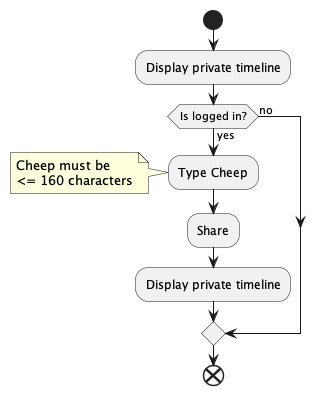 Display private timeline
Is logged in?
no
yes
Cheep must be
<= 160 characters
Type Cheep
Share
Display private timeline